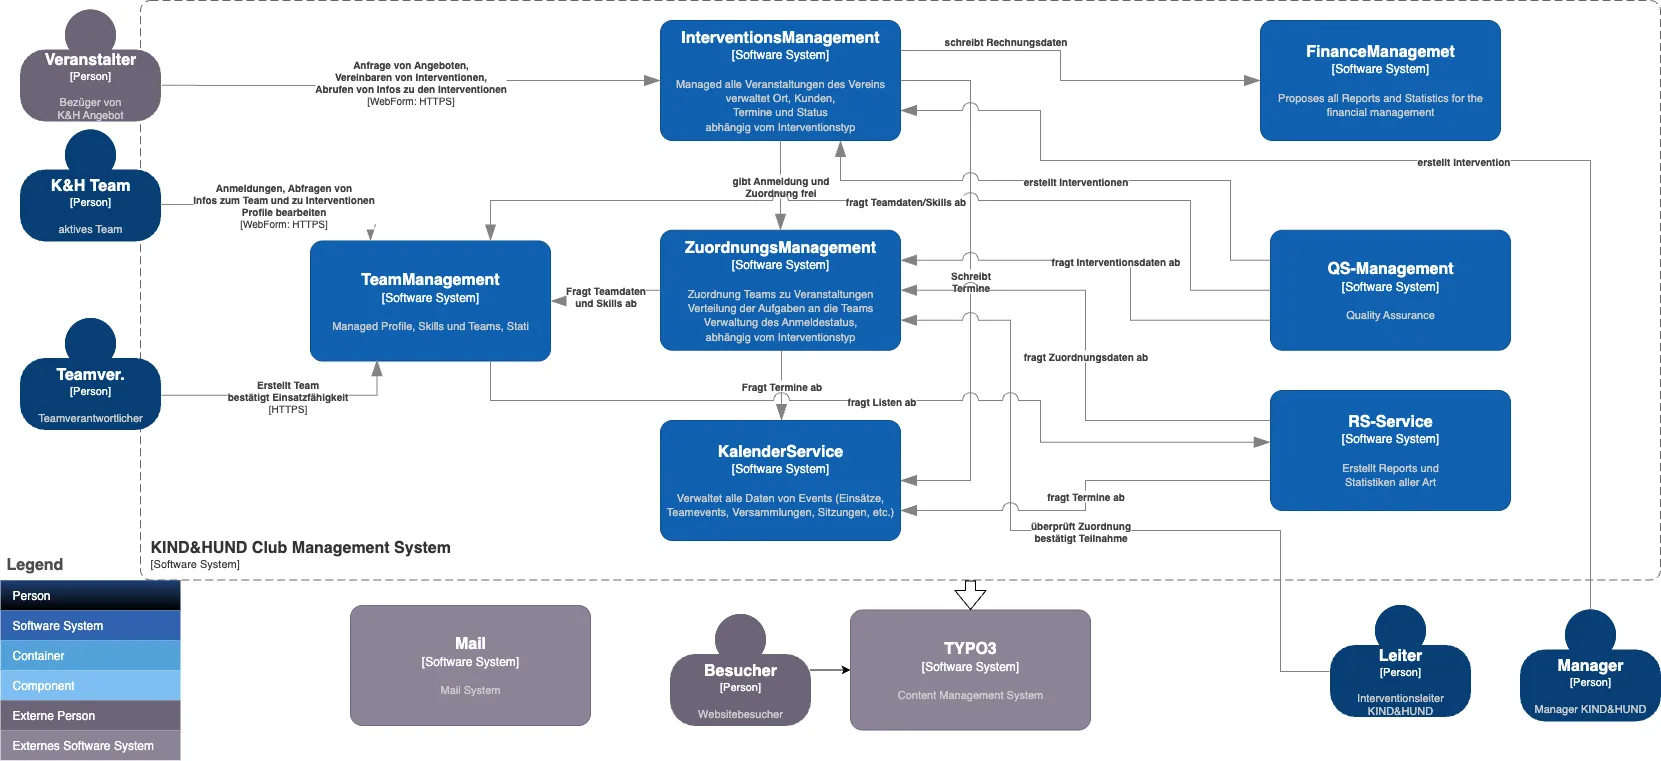 Veranstalter
[Person]
Bezüger von
K&H Angebot
Anfrage von Angeboten,
Vereinbaren von Interventionen,
Abrufen von Infos zu den Interventionen
[WebForm: HTTPS]
InterventionsManagement
[Software System]
Managed alle Veranstaltungen des Vereins
verwaltet Ort, Kunden,
Termine und Status
abhängig vom Interventionstyp
schreibt Rechnungsdaten
FinanceManagemet
[Software System]
Proposes all Reports and Statistics for the
financial management
K&H Team
[Person]
aktives Team
Anmeldungen, Abfragen von
Infos zum Team und zu Interventionen
Profile bearbeiten
[WebForm: HTTPS]
gibt Anmeldung und
Zuordnung frei
erstellt Intervention
erstellt Interventionen
fragt Teamdaten/Skills ab
TeamManagement
[Software System]
Managed Profile, Skills und Teams, Stati
Fragt Teamdaten
und Skills ab
ZuordnungsManagement
[Software System]
Zuordnung Teams zu Veranstaltungen
Verteilung der Aufgaben an die Teams
Verwaltung des Anmeldestatus,
abhängig vom Interventionstyp
Schreibt
Termine
fragt Interventionsdaten ab
QS-Management
[Software System]
Quality Assurance
Teamver.
[Person]
Teamverantwortlicher
Erstellt Team
bestätigt Einsatzfähigkeit
[HTTPS]
Fragt Termine ab
fragt Listen ab
fragt Zuordnungsdaten ab
RS-Service
[Software System]
Erstellt Reports und
Statistiken aller Art
KalenderService
[Software System]
Verwaltet alle Daten von Events (Einsätze,
Teamevents, Versammlungen, Sitzungen, etc.)
fragt Termine ab
überprüft Zuordnung
bestätigt Teilnahme
KIND&HUND Club Management System
[Software System]
Legend
Person
Software System
Container
Component
Externe Person
Externes Software System
Mail
[Software System]
Mail System
Besucher
[Person]
Websitebesucher
TYPO3
[Software System]
Content Management System
Leiter
[Person]
Interventionsleiter
KIND&HUND
Manager
[Person]
Manager KIND&HUND